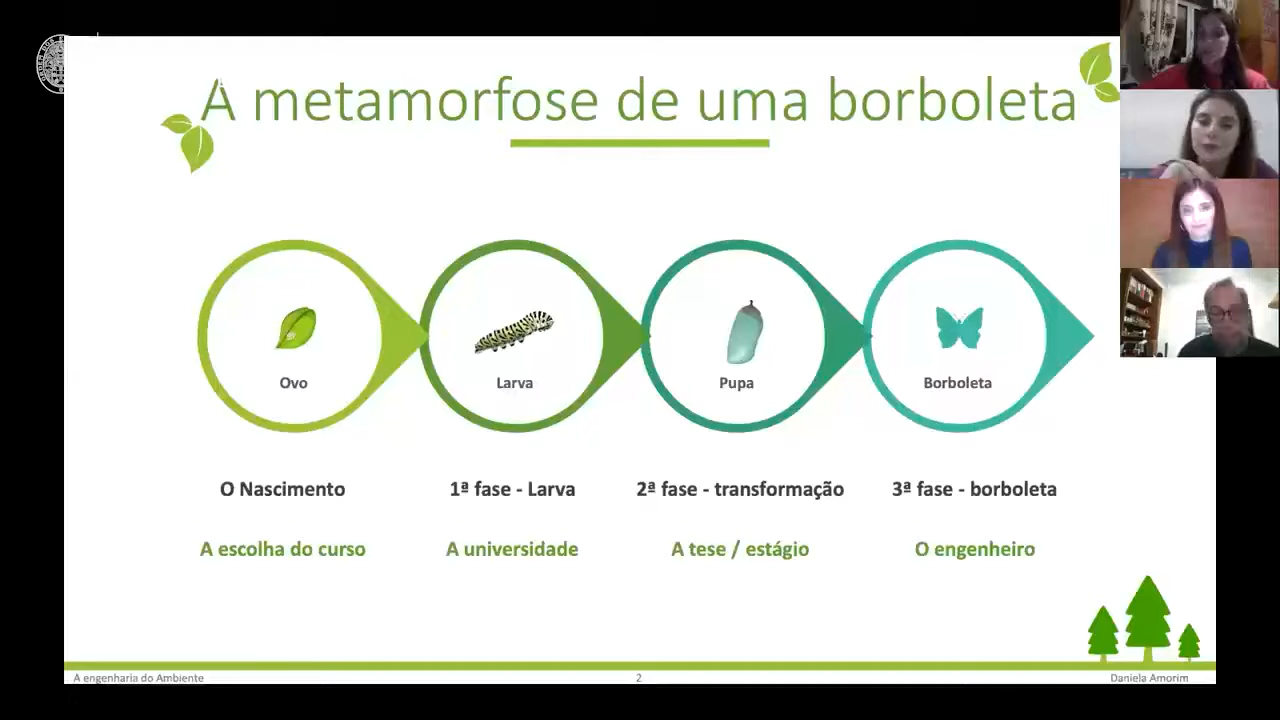 A metamorfose de uma borboleta
Ovo
Larva
Pupa
Borboleta
O Nascimento
1ª fase - Larva
2ª fase - transformação
3ª fase - borboleta
A escolha do curso
A universidade
A tese / estágio
O engenheiro
A engenharia do Ambiente
2
Daniela Amorim